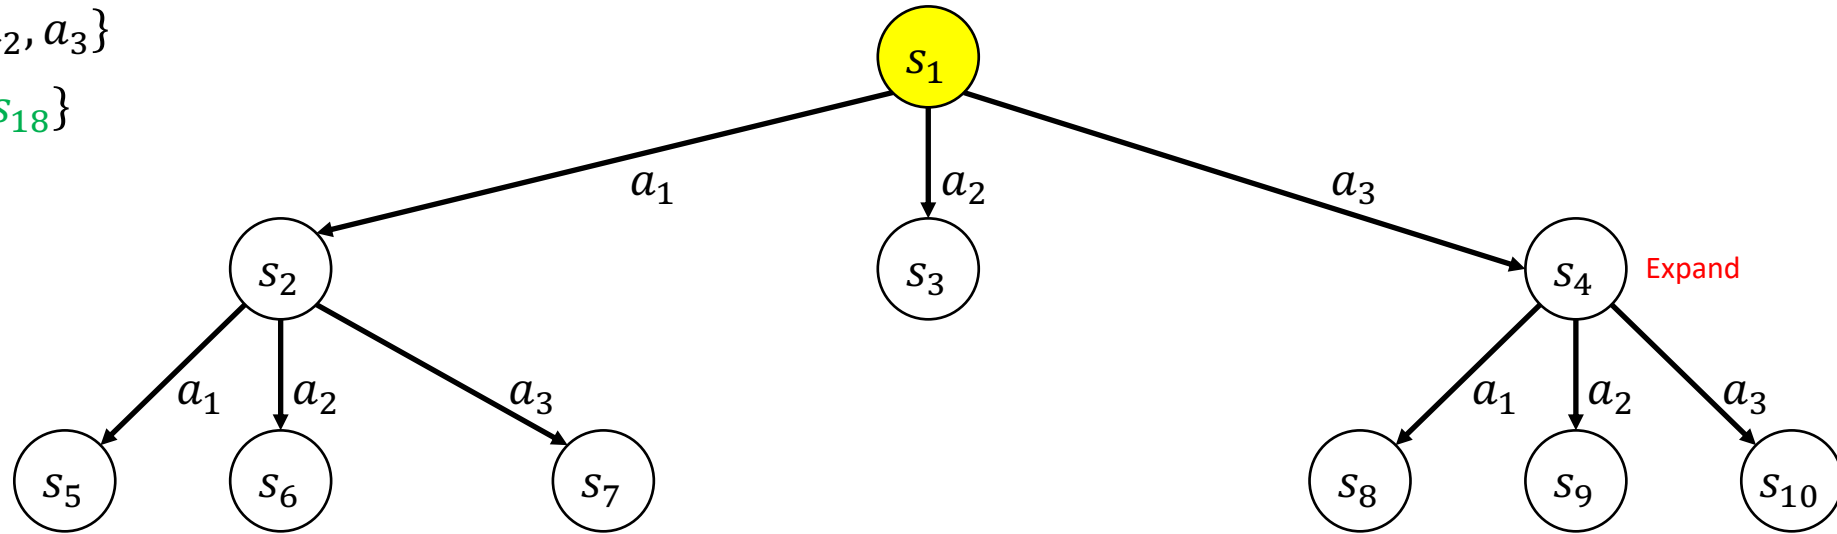 ₂, a₃}
s₁₈}
s₁
a₁ a₂ a₃
s₂ s₃ s₄ Expand
a₁ a₂ a₃ a₁ a₂ a₃
s₅ s₆ s₇ s₈ s₉ s₁₀